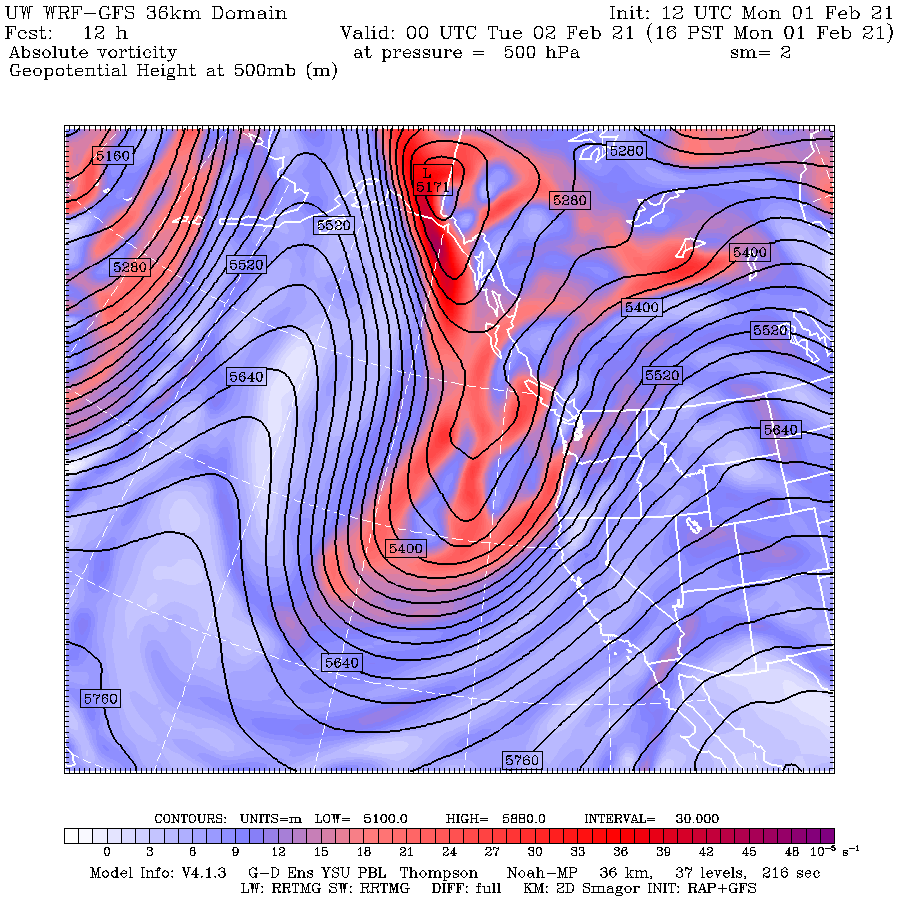 UW WRF-GFS 36km Domain Init: 12 UTC Mon 01 Feb 21
Fcst: 12 h Valid: 00 UTC Tue 02 Feb 21 (16 PST Mon 01 Feb 21)
Absolute vorticity at pressure = 500 hPa sm= 2
Geopotential Height at 500mb (m)
5280
5160
L
5171
5280
5520
5400
5520
5280
5400
5520
5520
5640
5640
5400
5640
5760
5760
CONTOURS: UNITS=m LOW= 5100.0 HIGH= 5880.0 INTERVAL= 30.000
0 3 6 9 12 15 18 21 24 27 30 33 36 39 42 45 48 10⁻⁵ s⁻¹
Model Info: V4.1.3 G-D Ens YSU PBL Thompson Noah-MP 36 km, 37 levels, 216 sec
LW: RRTMG SW: RRTMG DIFF: full KM: 2D Smagor INIT: RAP+GFS